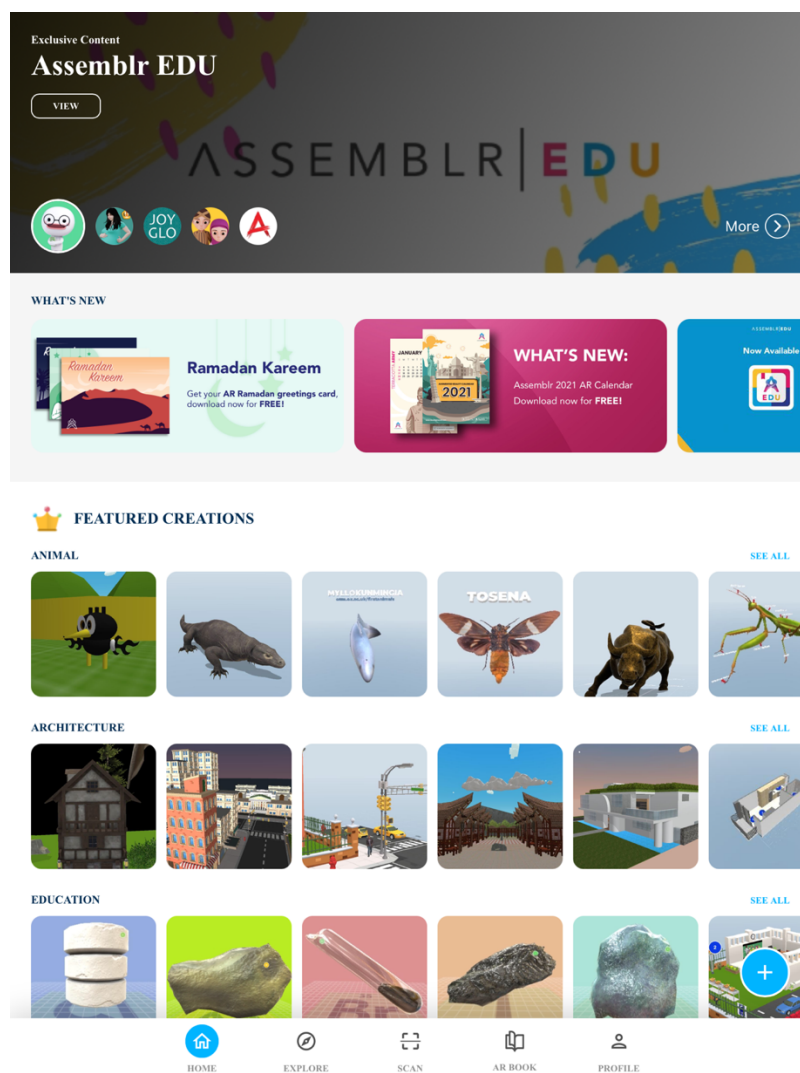 Exclusive Content
Assemblr EDU
VIEW
ASSEMBLR|EDU
JOY
GLO
More
WHAT'S NEW
Ramadan
Kareem
Ramadan Kareem
Get your AR Ramadan greetings card,
download now for FREE!
JANUARY
2021
WHAT'S NEW:
Assemblr 2021 AR Calendar
Download now for FREE!
ASSEMBLR|EDU
Now Available
EDU
FEATURED CREATIONS
ANIMAL
SEE ALL
MYLLOKUNMINGIA
TOSENA
ARCHITECTURE
SEE ALL
EDUCATION
SEE ALL
Br
HOME
EXPLORE
SCAN
AR BOOK
PROFILE